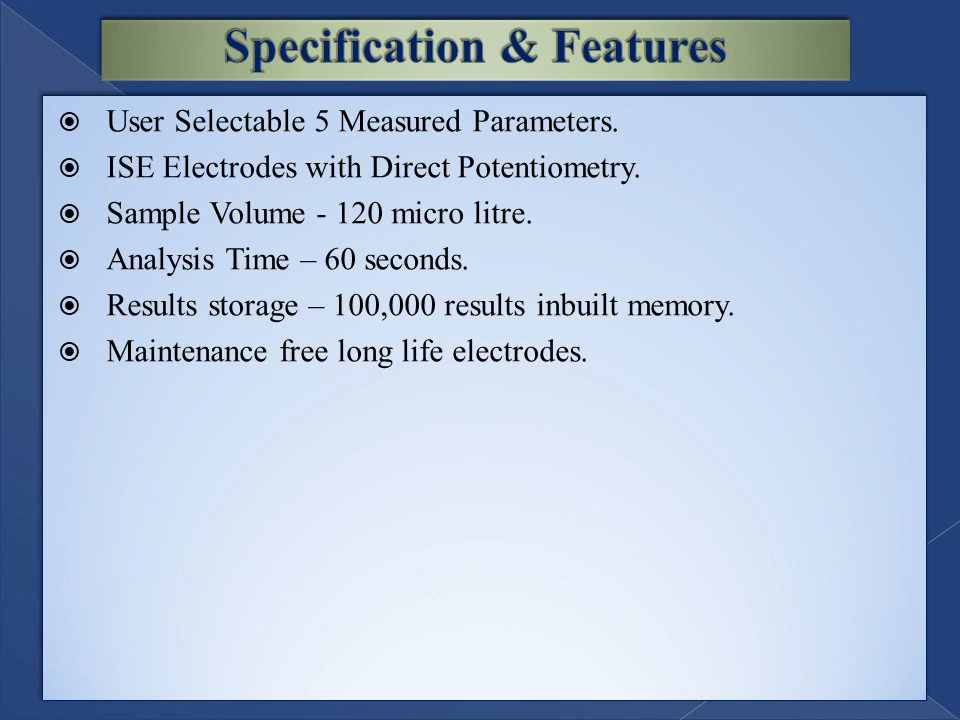 Specification & Features
User Selectable 5 Measured Parameters.
ISE Electrodes with Direct Potentiometry.
Sample Volume - 120 micro litre.
Analysis Time – 60 seconds.
Results storage – 100,000 results inbuilt memory.
Maintenance free long life electrodes.